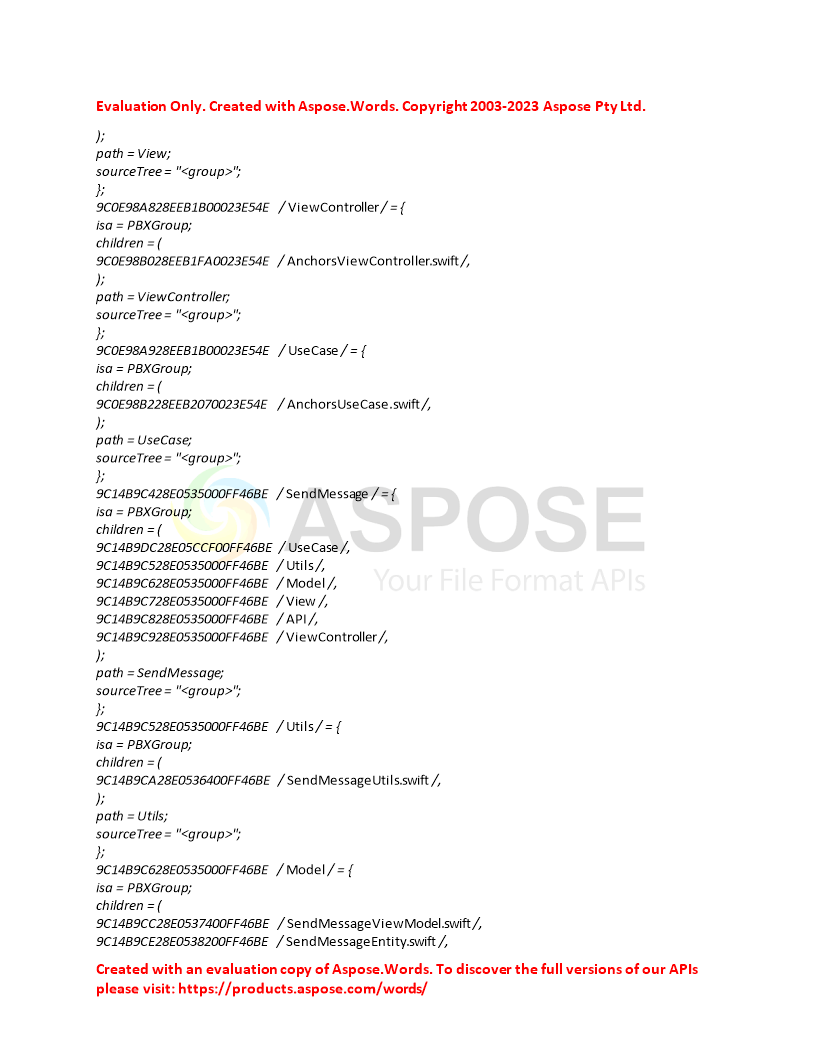 Evaluation Only. Created with Aspose.Words. Copyright 2003-2023 Aspose Pty Ltd.
);
path = View;
sourceTree = "<group>";
};
9C0E98A828EEB1B00023E54E / ViewController / = {
isa = PBXGroup;
children = (
9C0E98B028EEB1FA0023E54E / AnchorsViewController.swift /,
);
path = ViewController;
sourceTree = "<group>";
};
9C0E98A928EEB1B00023E54E / UseCase / = {
isa = PBXGroup;
children = (
9C0E98B228EEB2070023E54E / AnchorsUseCase.swift /,
);
path = UseCase;
sourceTree = "<group>";
};
9C14B9C428E0535000FF46BE / SendMessage / = {
isa = PBXGroup;
children = (
9C14B9DC28E05CCF00FF46BE / UseCase /,
9C14B9C528E0535000FF46BE / Utils /,
9C14B9C628E0535000FF46BE / Model /,
9C14B9C728E0535000FF46BE / View /,
9C14B9C828E0535000FF46BE / API /,
9C14B9C928E0535000FF46BE / ViewController /,
);
path = SendMessage;
sourceTree = "<group>";
};
9C14B9C528E0535000FF46BE / Utils / = {
isa = PBXGroup;
children = (
9C14B9CA28E0536400FF46BE / SendMessageUtils.swift /,
);
path = Utils;
sourceTree = "<group>";
};
9C14B9C628E0535000FF46BE / Model / = {
isa = PBXGroup;
children = (
9C14B9CC28E0537400FF46BE / SendMessageViewModel.swift /,
9C14B9CE28E0538200FF46BE / SendMessageEntity.swift /,
ASPOSE
Your File Format APIs
Created with an evaluation copy of Aspose.Words. To discover the full versions of our APIs
please visit: https://products.aspose.com/words/